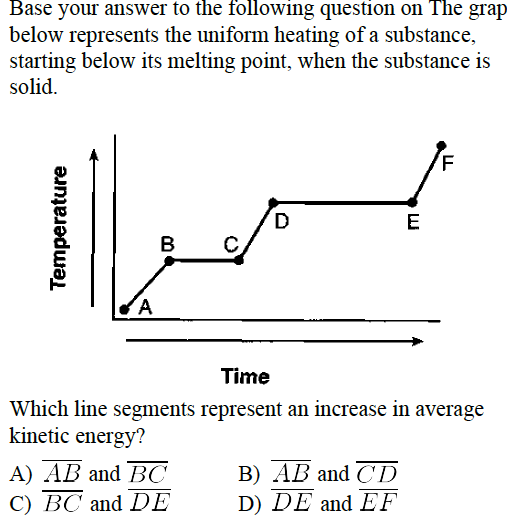 Base your answer to the following question on The grap
below represents the uniform heating of a substance,
starting below its melting point, when the substance is
solid.
Temperature
F
D
E
B
C
A
Time
Which line segments represent an increase in average
kinetic energy?
A) AB and BC
B) AB and CD
C) BC and DE
D) DE and EF